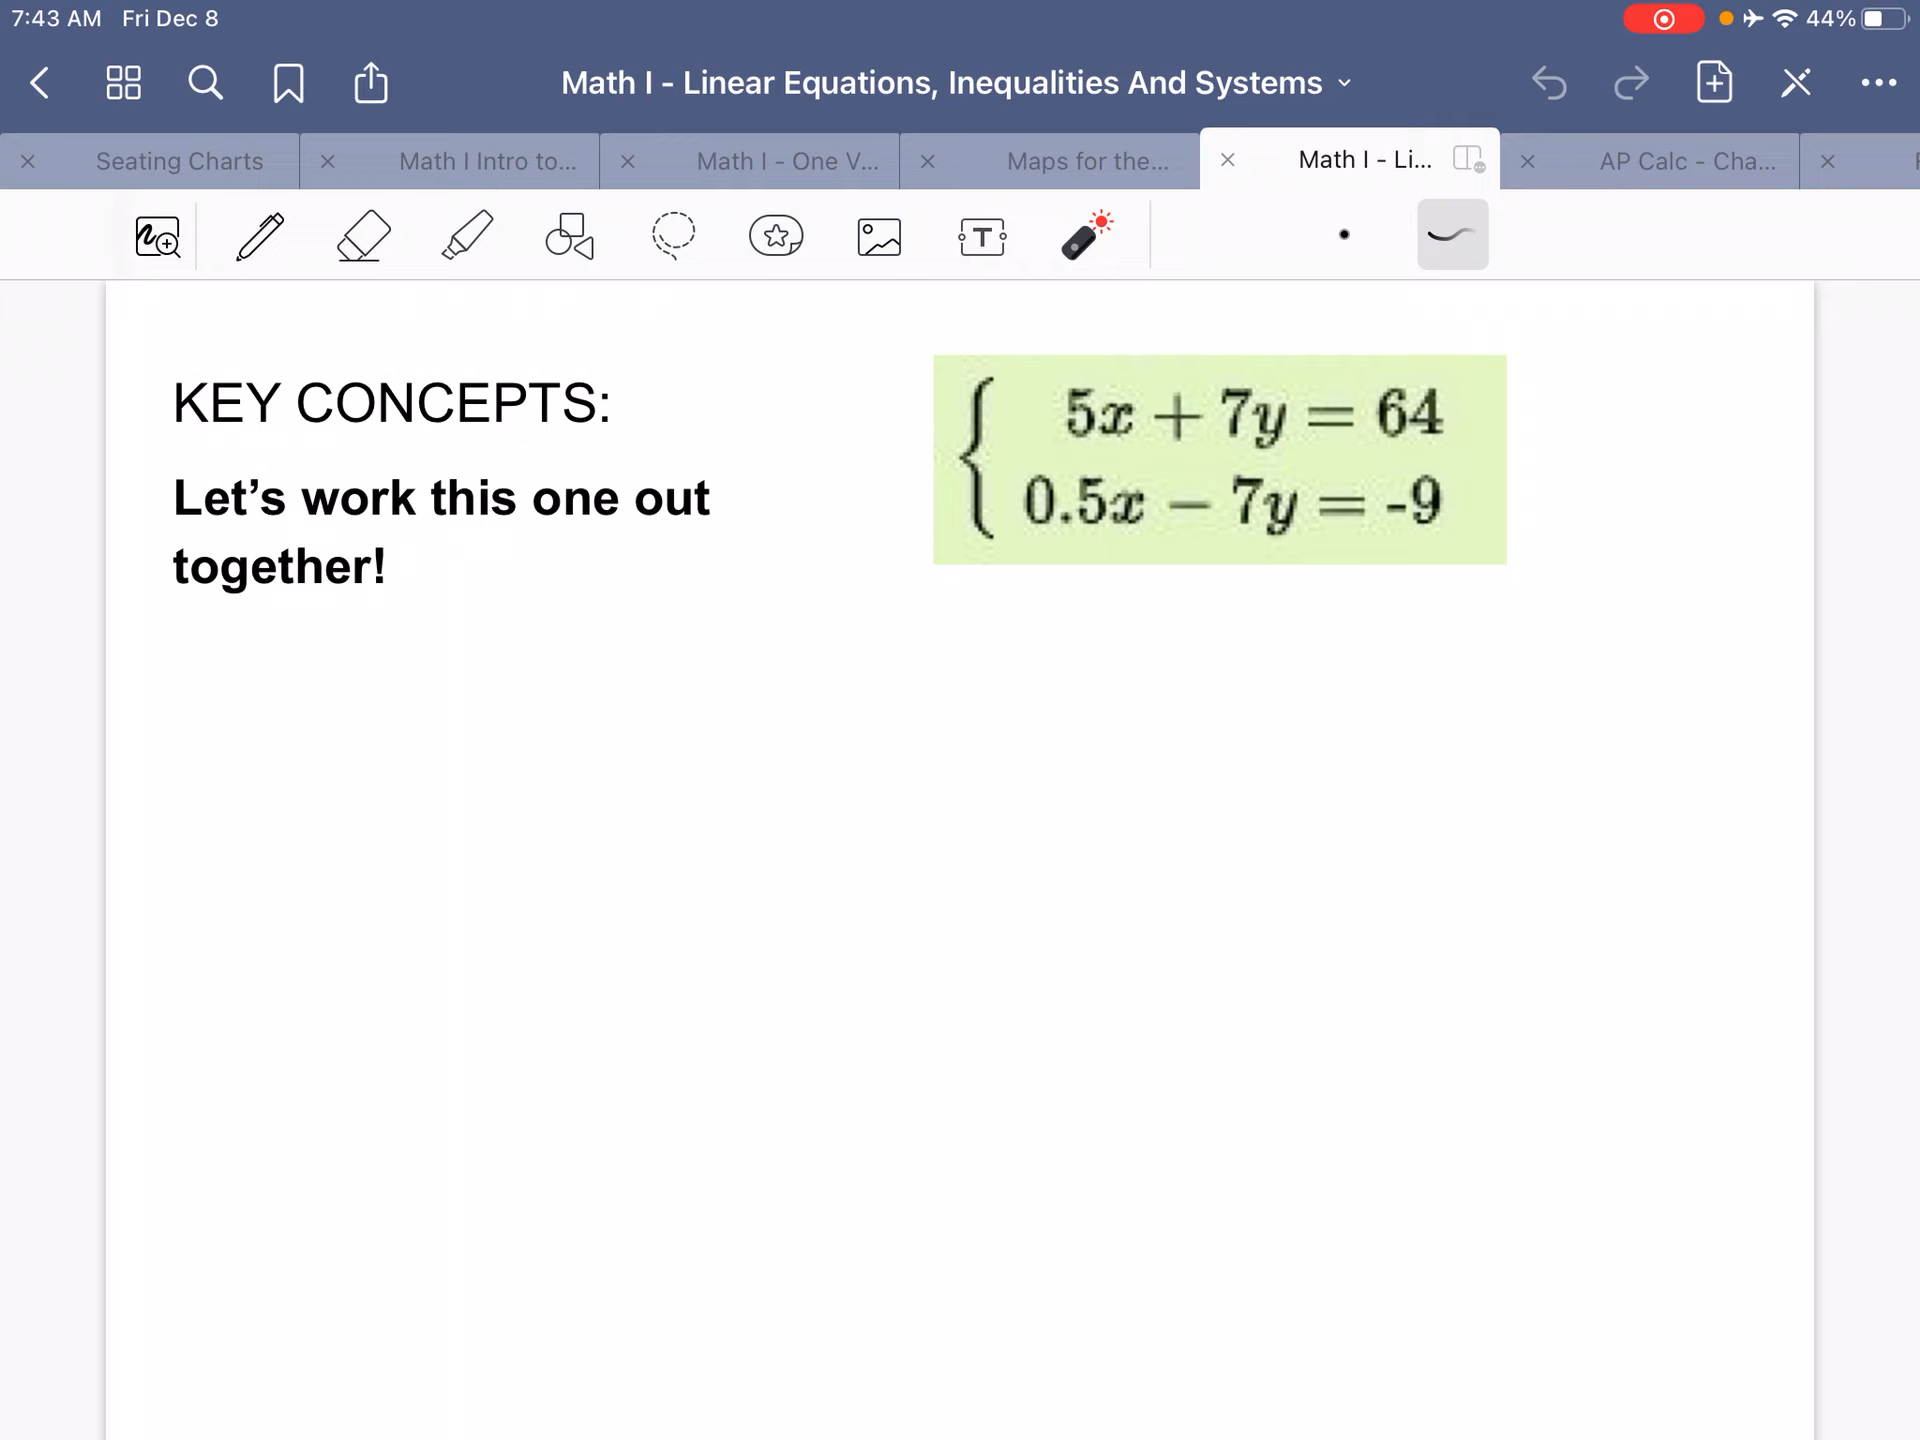 7:43 AM Fri Dec 8
44%
Math I - Linear Equations, Inequalities And Systems
Seating Charts
Math I Intro to...
Math I - One V...
Maps for the...
Math I - Li...
AP Calc - Cha...
T
KEY CONCEPTS:
Let’s work this one out
together!
5x + 7y = 64
0.5x − 7y = -9